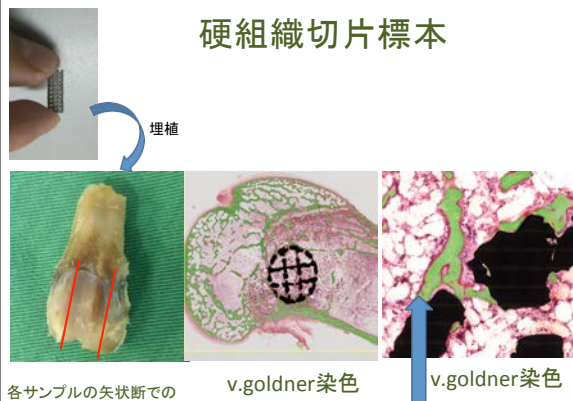 硬組織切片標本
埋植
各サンプルの矢状断での
v.goldner染色
v.goldner染色